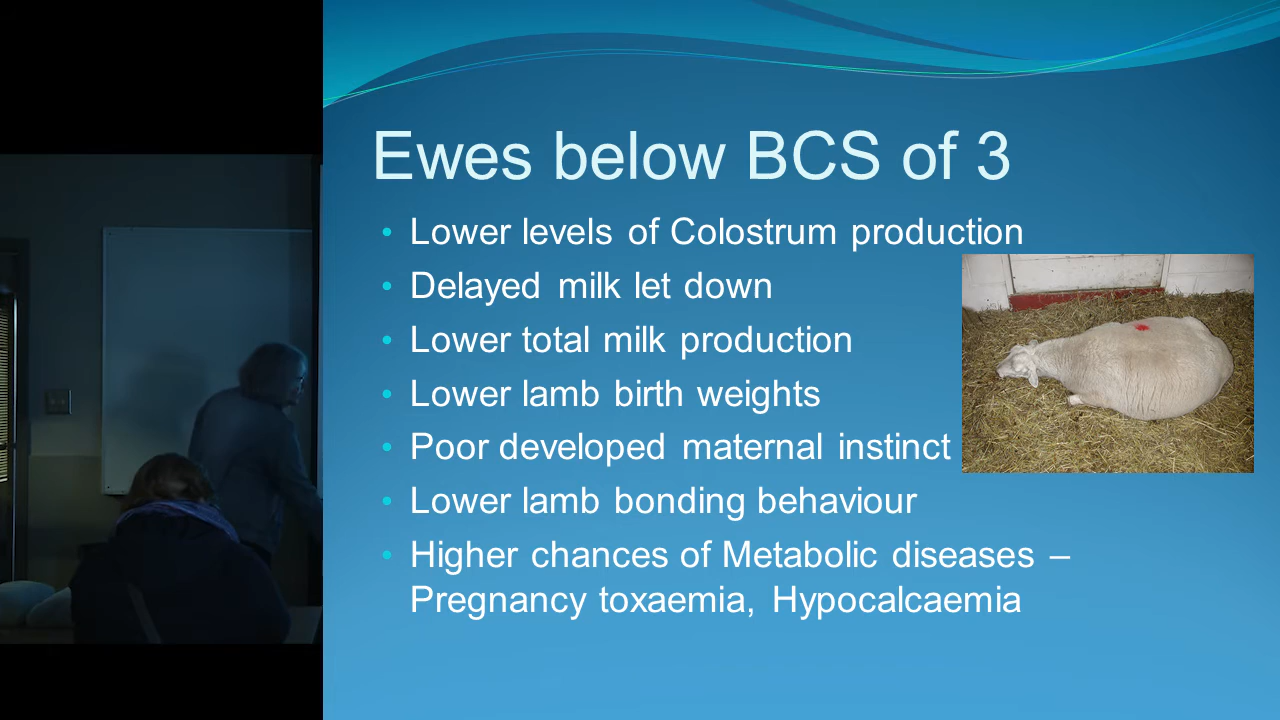 Ewes below BCS of 3
• Lower levels of Colostrum production
• Delayed milk let down
• Lower total milk production
• Lower lamb birth weights
• Poor developed maternal instinct
• Lower lamb bonding behaviour
• Higher chances of Metabolic diseases –
Pregnancy toxaemia, Hypocalcaemia